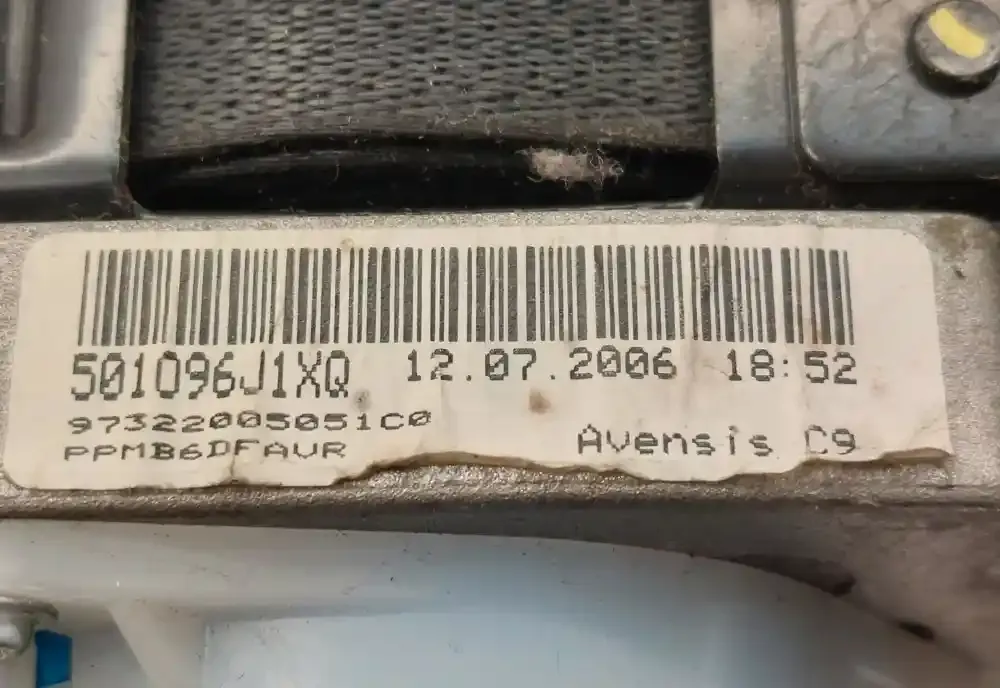 501096J1XQ 12.07.2006 18:52
97322005051C0
PPMB6DFAVR Avensis C9